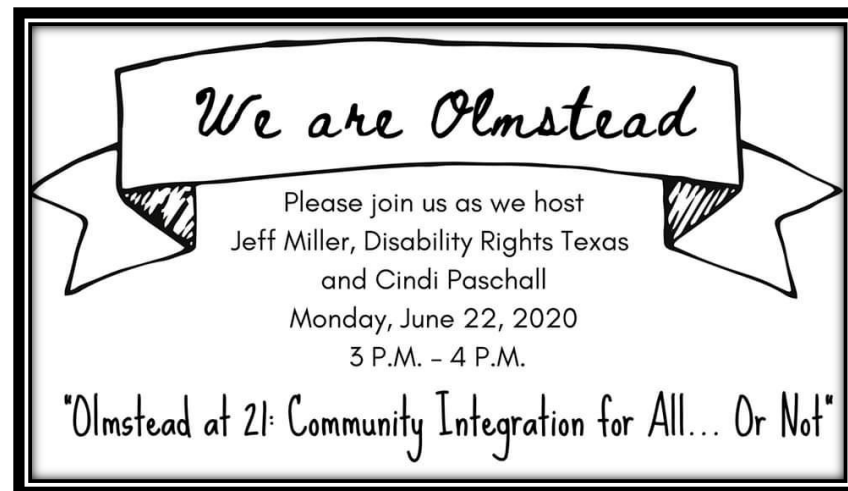 We are Olmstead
Please join us as we host
Jeff Miller, Disability Rights Texas
and Cindi Paschall
Monday, June 22, 2020
3 P.M. – 4 P.M.
"Olmstead at 21: Community Integration for All... Or Not"